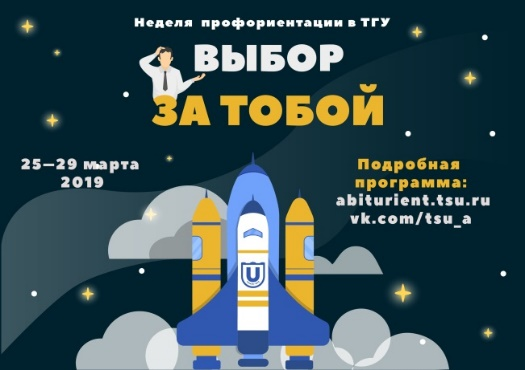 Неделя профориентации в ТГУ
ВЫБОР
ЗА ТОБОЙ
25—29 марта
2019
Подробная
программа:
abiturient.tsu.ru
vk.com/tsu_a
U